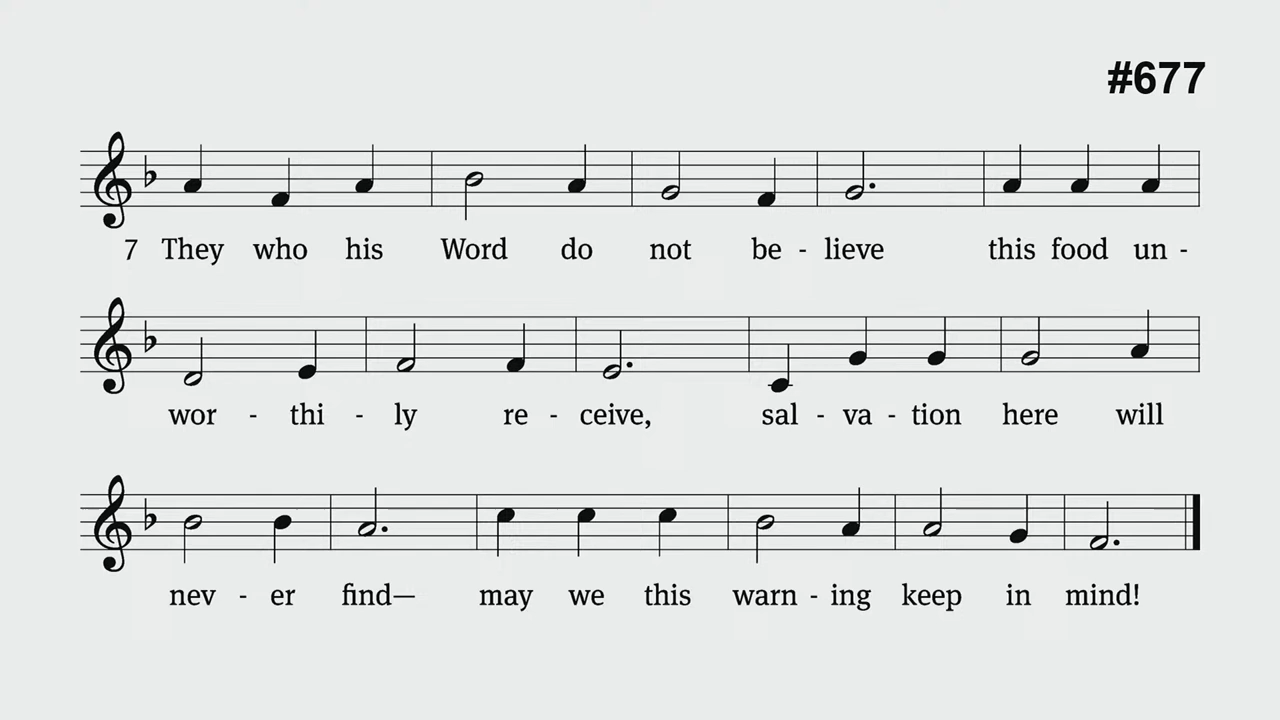 #677
7 They who his Word do not be - lieve this food un -
wor - thi - ly re - ceive, sal - va - tion here will
nev - er find— may we this warn - ing keep in mind!